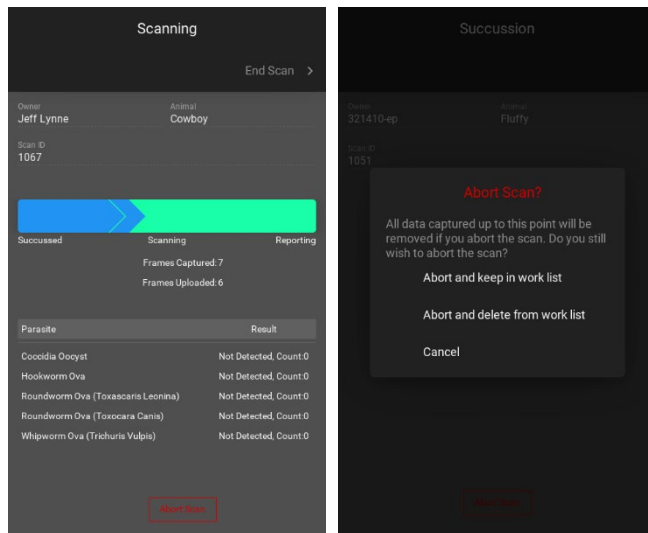 Scanning
End Scan >
Owner Animal
Jeff Lynne Cowboy
Scan ID
1067
Succussed Scanning Reporting
Frames Captured:7
Frames Uploaded:6
Parasite Result
Coccidia Oocyst Not Detected, Count:0
Hookworm Ova Not Detected, Count:0
Roundworm Ova (Toxascaris Leonina) Not Detected, Count:0
Roundworm Ova (Toxocara Canis) Not Detected, Count:0
Whipworm Ova (Trichuris Vulpis) Not Detected, Count:0
Abort Scan
Succussion
Owner Animal
321410-ep Fluffy
Scan ID
1051
Abort Scan?
All data captured up to this point will be
removed if you abort the scan. Do you still
wish to abort the scan?
Abort and keep in work list
Abort and delete from work list
Cancel
Abort Scan